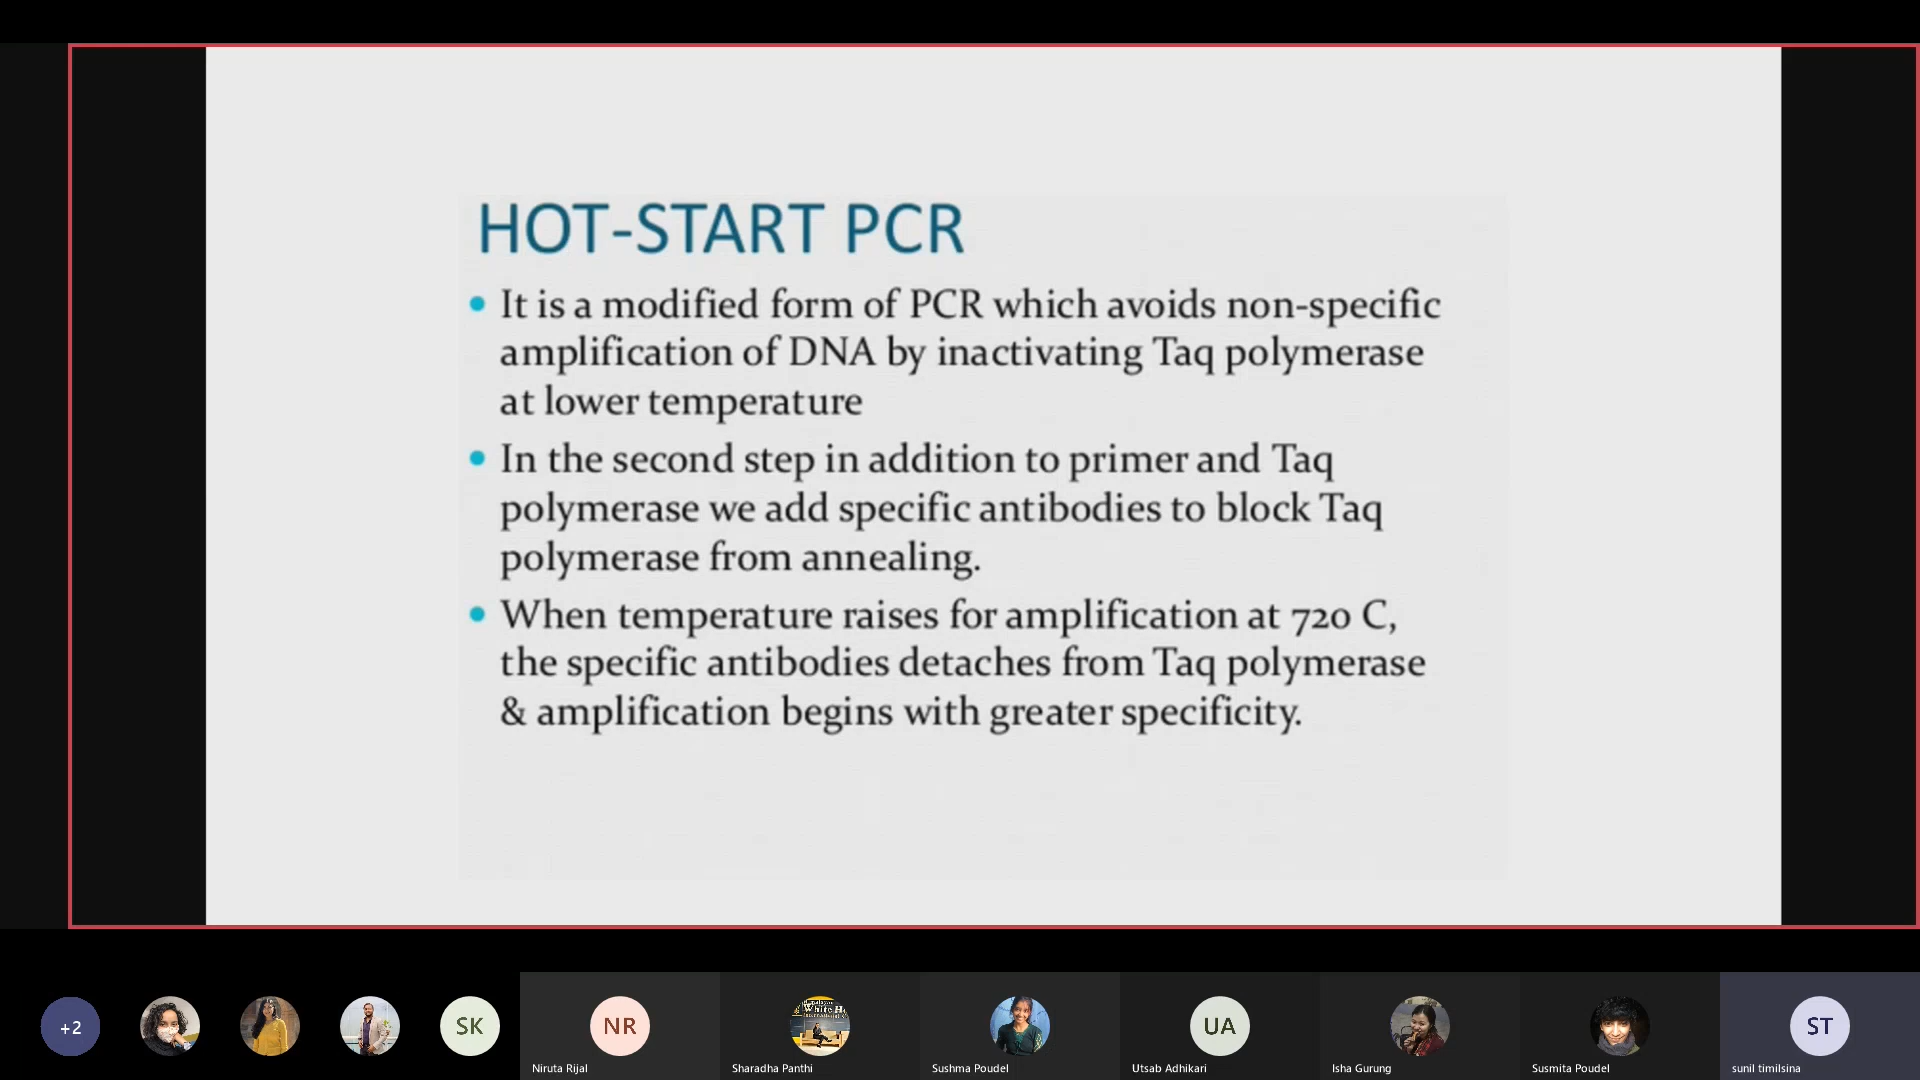 HOT-START PCR
• It is a modified form of PCR which avoids non-specific
amplification of DNA by inactivating Taq polymerase
at lower temperature
• In the second step in addition to primer and Taq
polymerase we add specific antibodies to block Taq
polymerase from annealing.
• When temperature raises for amplification at 720 C,
the specific antibodies detaches from Taq polymerase
& amplification begins with greater specificity.
+2
SK
NR
UA
ST
Niruta Rijal
Sharadha Panthi
Sushma Poudel
Utsab Adhikari
Isha Gurung
Susmita Poudel
sunil timilsina